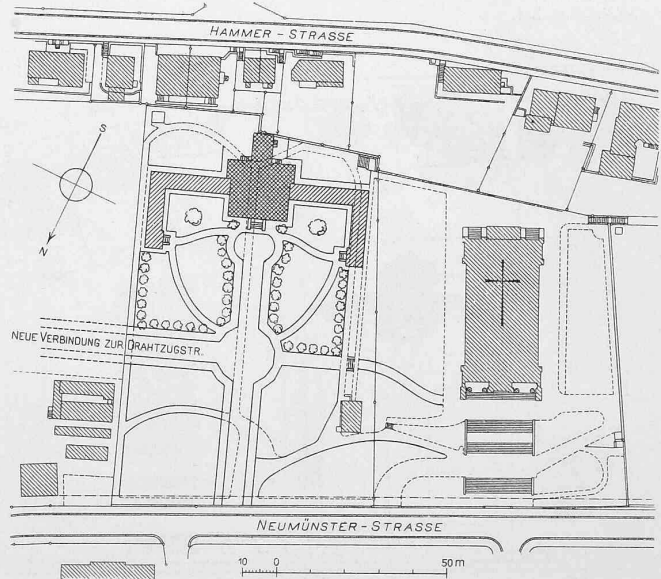 HAMMER-STRASSE
S
N
NEUE VERBINDUNG ZUR DRAHTZUGSTR.
NEUMÜNSTER-STRASSE
10 0 50 m